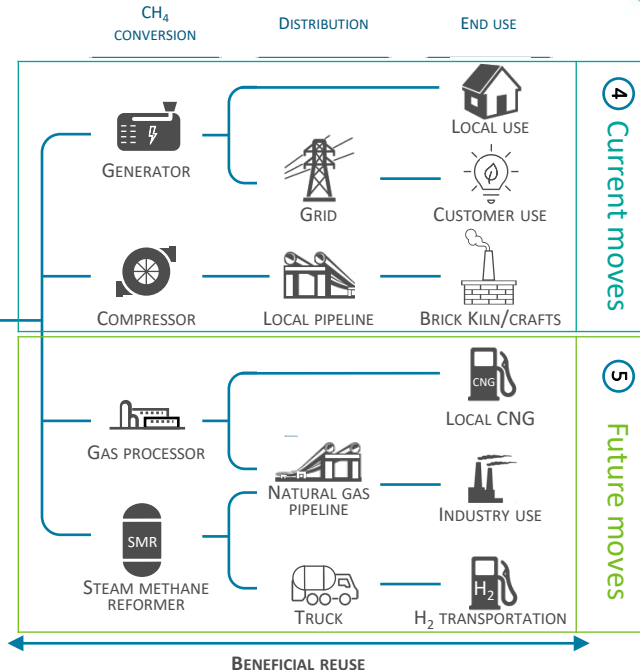 CH4
CONVERSION
DISTRIBUTION
END USE
4
Current moves
GENERATOR
LOCAL USE
GRID
CUSTOMER USE
COMPRESSOR
LOCAL PIPELINE
BRICK KILN/CRAFTS
5
Future moves
CNG
LOCAL CNG
GAS PROCESSOR
NATURAL GAS
PIPELINE
INDUSTRY USE
SMR
STEAM METHANE
REFORMER
TRUCK
H2
H2 TRANSPORTATION
BENEFICIAL REUSE